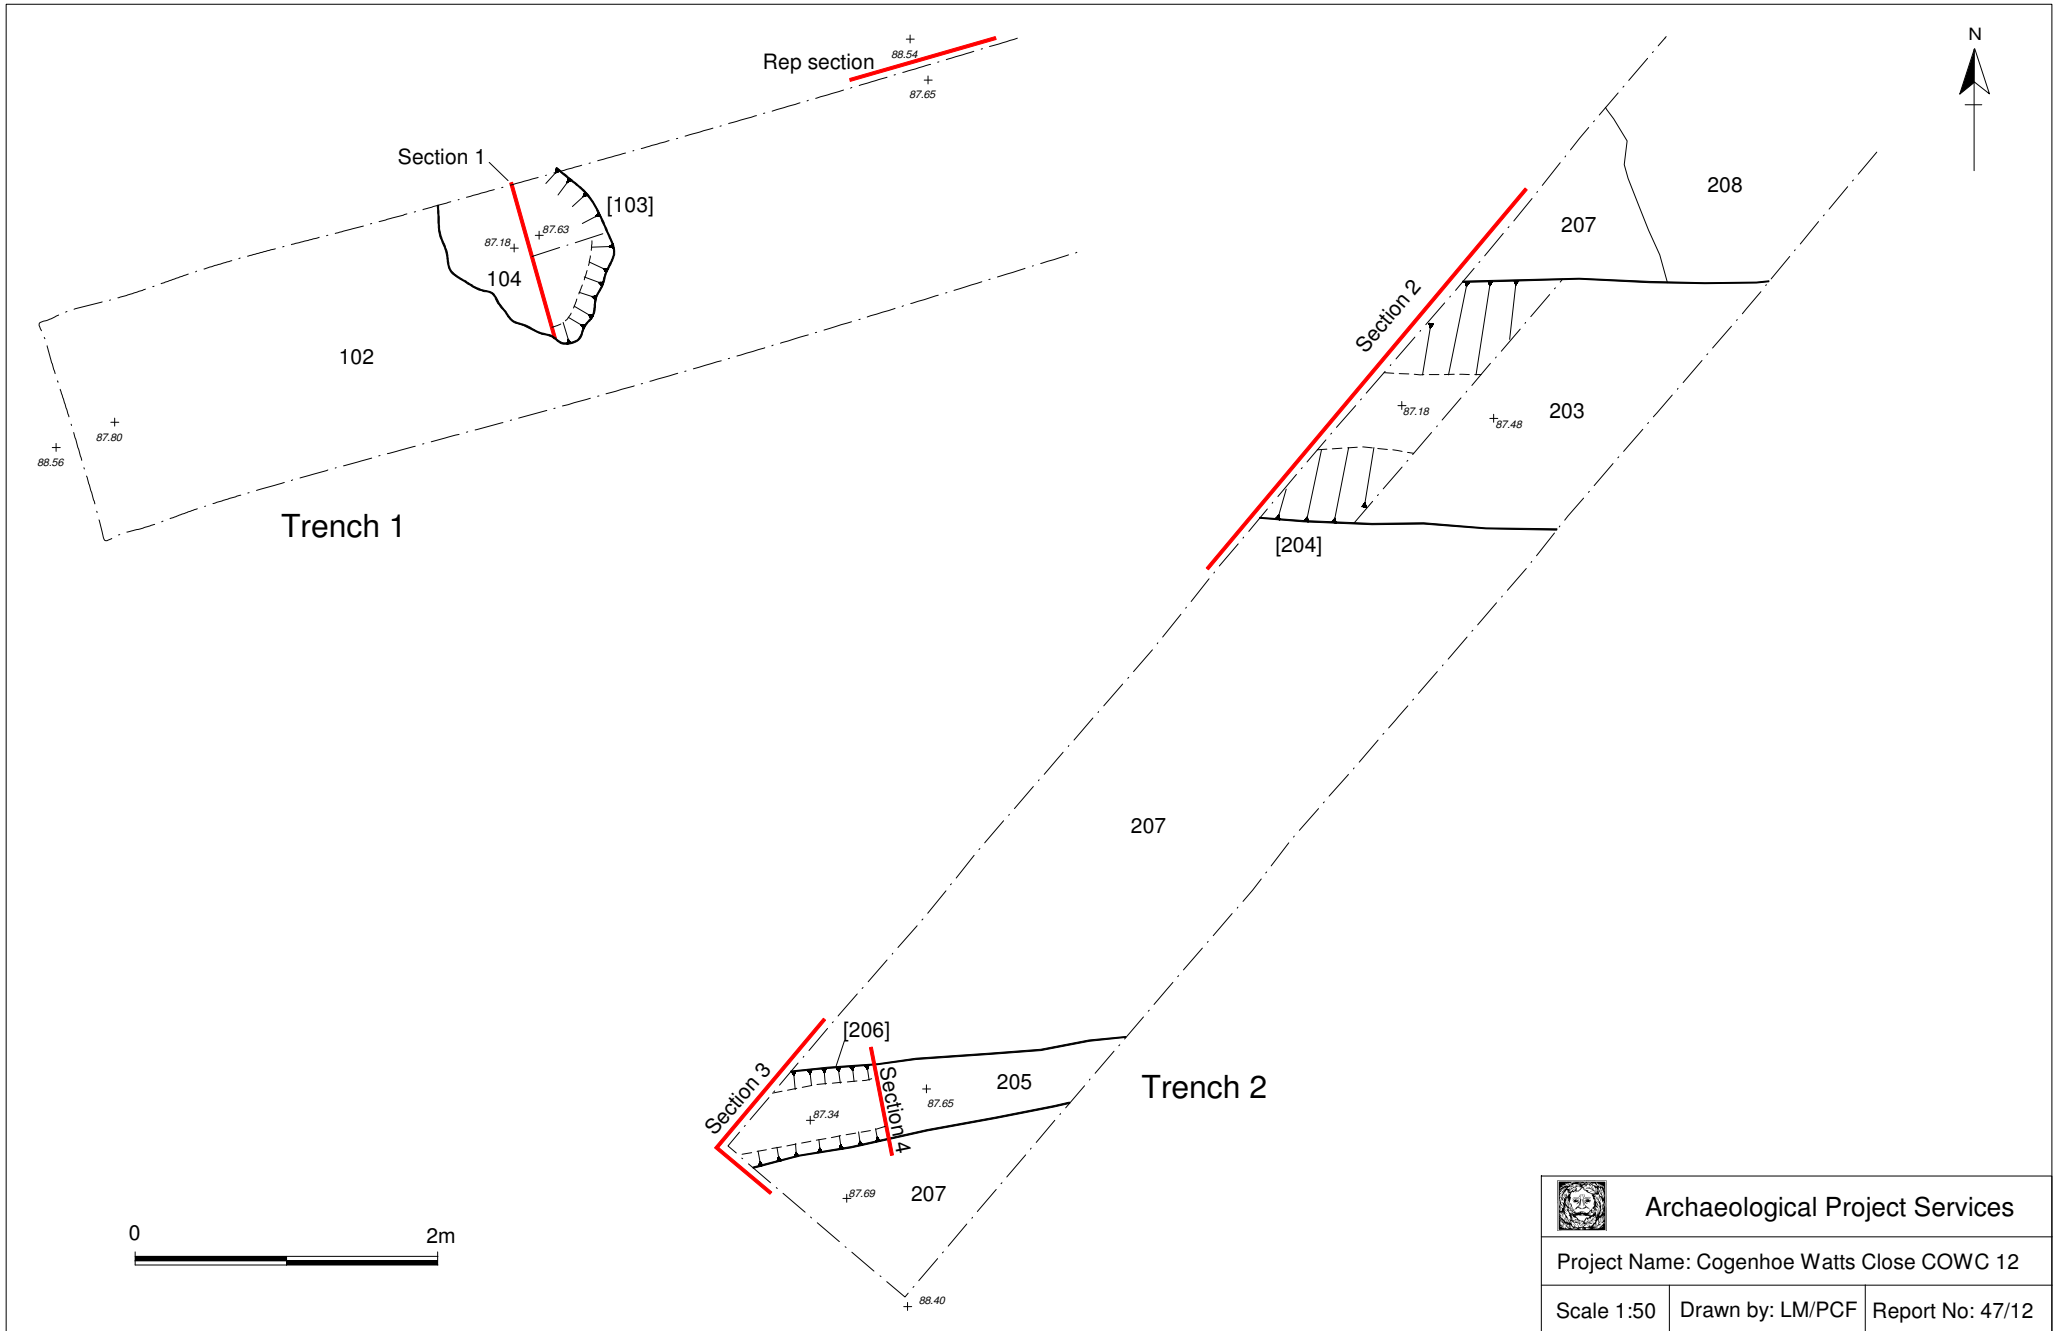 N
88.54
Rep section
87.65
Section 1
[103]
87.63
87.18
104
102
87.80
88.56
Trench 1
208
207
Section 2
203
87.18
87.48
[204]
207
[206]
Section 3
Section 4
205
87.65
87.34
Trench 2
87.69
207
88.40
0 2m
Archaeological Project Services
Project Name: Cogenhoe Watts Close COWC 12
Scale 1:50 Drawn by: LM/PCF Report No: 47/12